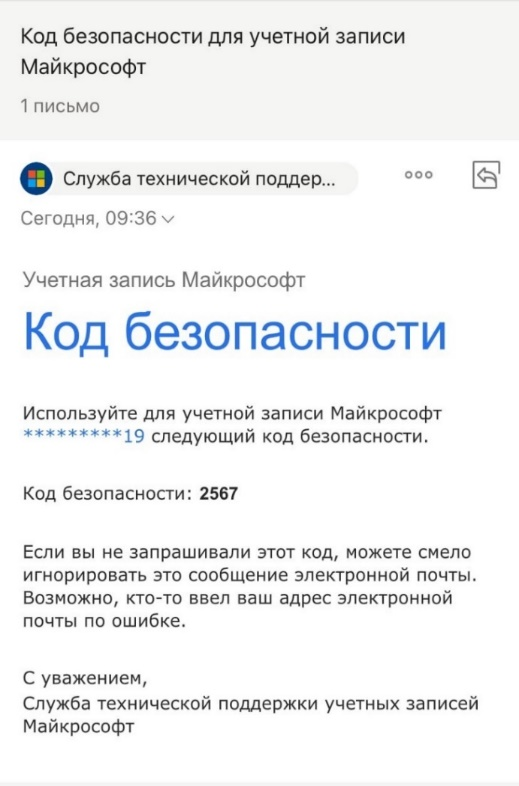 Код безопасности для учетной записи
Майкрософт
1 письмо
Служба технической поддер...
Сегодня, 09:36
Учетная запись Майкрософт
Код безопасности
Используйте для учетной записи Майкрософт
*********19 следующий код безопасности.
Код безопасности: 2567
Если вы не запрашивали этот код, можете смело
игнорировать это сообщение электронной почты.
Возможно, кто-то ввел ваш адрес электронной
почты по ошибке.
С уважением,
Служба технической поддержки учетных записей
Майкрософт